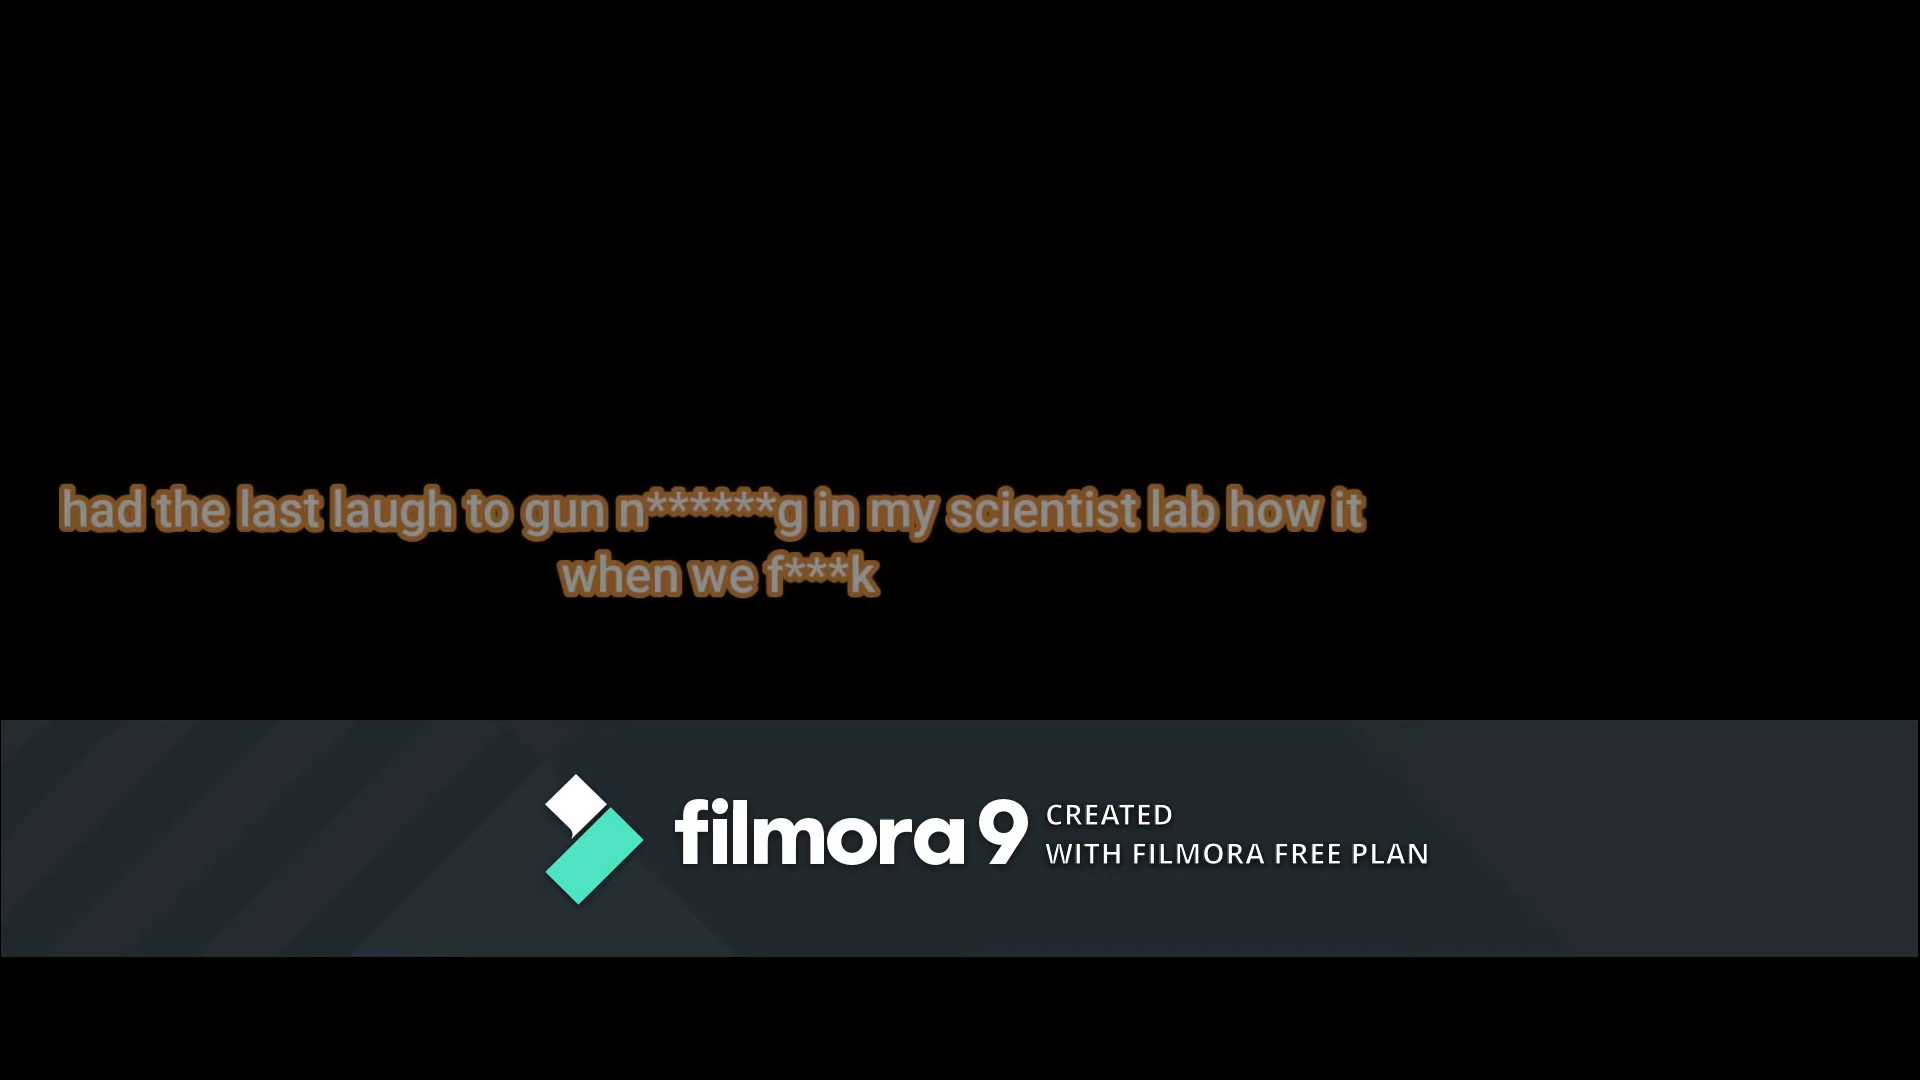 had the last laugh to gun n******g in my scientist lab how it
when we f***k
filmora 9
CREATED
WITH FILMORA FREE PLAN